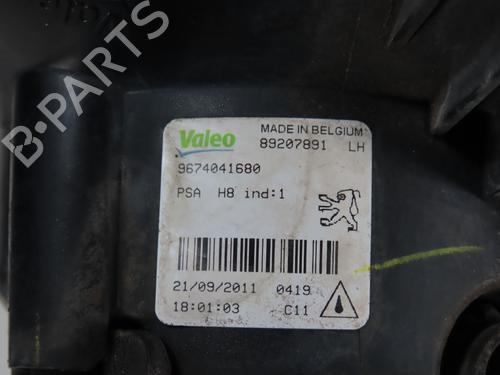 B-PARTS
Valeo
MADE IN BELGIUM
89207891 LH
9674041680
PSA H8 ind:1
21/09/2011 0419
18:01:03 C11